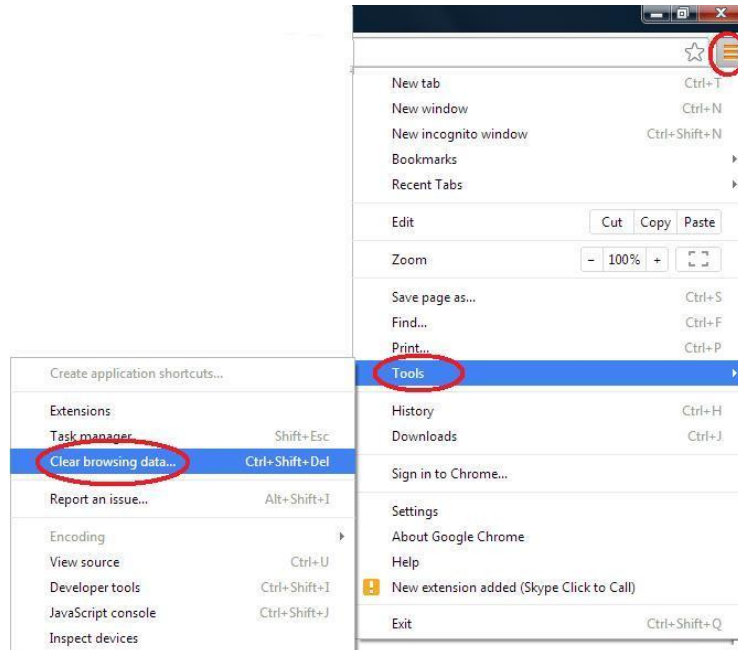 New tab Ctrl+T
New window Ctrl+N
New incognito window Ctrl+Shift+N
Bookmarks
Recent Tabs
Edit Cut Copy Paste
Zoom - 100% +
Save page as... Ctrl+S
Find... Ctrl+F
Print... Ctrl+P
Tools
History Ctrl+H
Downloads Ctrl+J
Sign in to Chrome...
Settings
About Google Chrome
Help
New extension added (Skype Click to Call)
Exit Ctrl+Shift+Q
Create application shortcuts...
Extensions
Task manager Shift+Esc
Clear browsing data... Ctrl+Shift+Del
Report an issue... Alt+Shift+I
Encoding
View source Ctrl+U
Developer tools Ctrl+Shift+I
JavaScript console Ctrl+Shift+J
Inspect devices